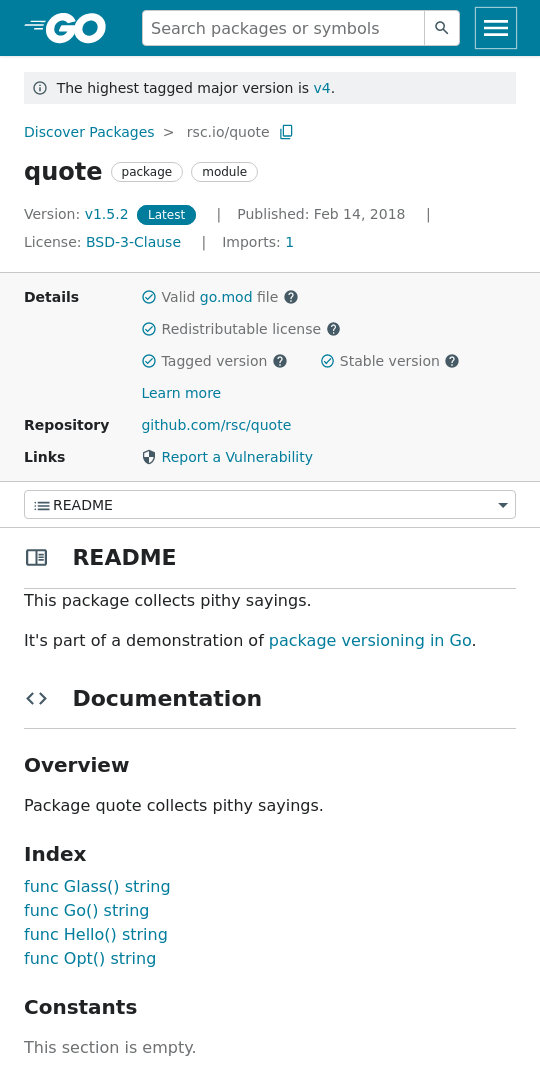 GO
Search packages or symbols
The highest tagged major version is v4.
Discover Packages > rsc.io/quote
quote package module
Version: v1.5.2 Latest | Published: Feb 14, 2018 |
License: BSD-3-Clause | Imports: 1
Details Valid go.mod file
Redistributable license
Tagged version Stable version
Learn more
Repository github.com/rsc/quote
Links Report a Vulnerability
README
README
This package collects pithy sayings.
It's part of a demonstration of package versioning in Go.
Documentation
Overview
Package quote collects pithy sayings.
Index
func Glass() string
func Go() string
func Hello() string
func Opt() string
Constants
This section is empty.